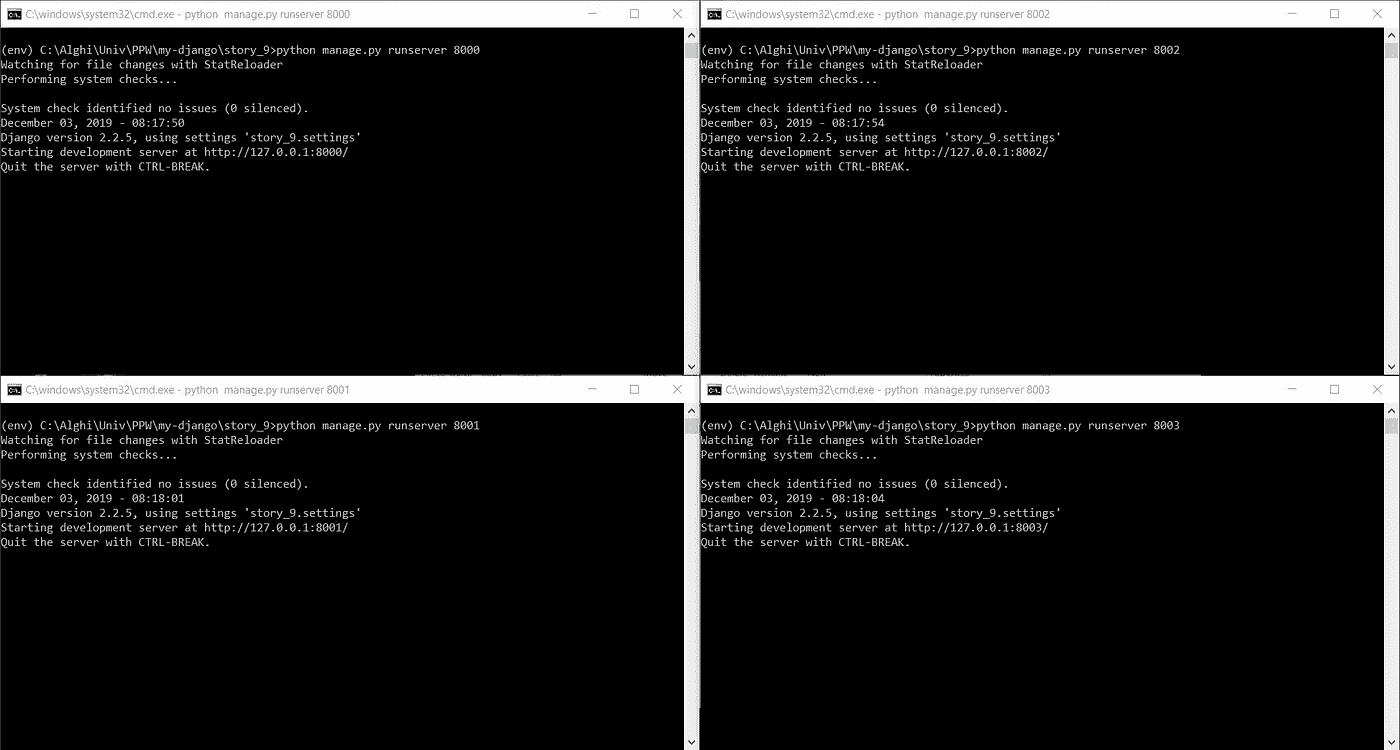 C:\windows\system32\cmd.exe - python  manage.py runserver 8000
(env) C:\Alghi\Univ\PPW\my-django\story_9>python manage.py runserver 8000
Watching for file changes with StatReloader
Performing system checks...
System check identified no issues (0 silenced).
December 03, 2019 - 08:17:50
Django version 2.2.5, using settings 'story_9.settings'
Starting development server at http://127.0.0.1:8000/
Quit the server with CTRL-BREAK.
C:\windows\system32\cmd.exe - python  manage.py runserver 8002
(env) C:\Alghi\Univ\PPW\my-django\story_9>python manage.py runserver 8002
Watching for file changes with StatReloader
Performing system checks...
System check identified no issues (0 silenced).
December 03, 2019 - 08:17:54
Django version 2.2.5, using settings 'story_9.settings'
Starting development server at http://127.0.0.1:8002/
Quit the server with CTRL-BREAK.
C:\windows\system32\cmd.exe - python  manage.py runserver 8001
(env) C:\Alghi\Univ\PPW\my-django\story_9>python manage.py runserver 8001
Watching for file changes with StatReloader
Performing system checks...
System check identified no issues (0 silenced).
December 03, 2019 - 08:18:01
Django version 2.2.5, using settings 'story_9.settings'
Starting development server at http://127.0.0.1:8001/
Quit the server with CTRL-BREAK.
C:\windows\system32\cmd.exe - python  manage.py runserver 8003
(env) C:\Alghi\Univ\PPW\my-django\story_9>python manage.py runserver 8003
Watching for file changes with StatReloader
Performing system checks...
System check identified no issues (0 silenced).
December 03, 2019 - 08:18:04
Django version 2.2.5, using settings 'story_9.settings'
Starting development server at http://127.0.0.1:8003/
Quit the server with CTRL-BREAK.